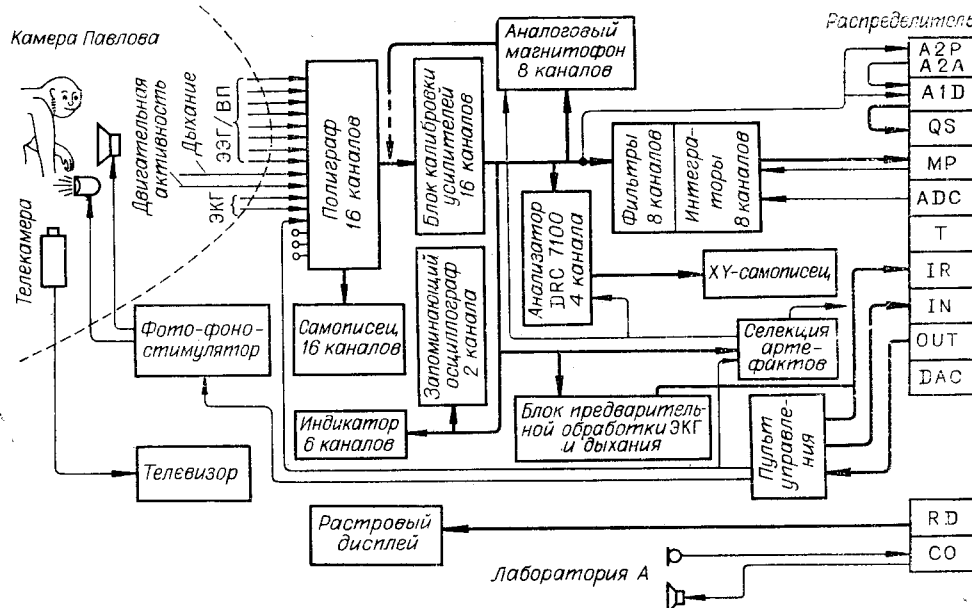 Камера Павлова
Телекамера
Двигательная
активность
Дыхание
ЭЭГ/ВП
ЭКГ
Полиграф
16 каналов
Блок калибровки
усилителей
16 каналов
Аналоговый
магнитофон
8 каналов
Фильтры
8 каналов
Интегра-
торы
8 каналов
Анализатор
DRC 7100
4 канала
XY-самописец
Фото-фоно-
стимулятор
Самописец
16 каналов
Запоминающий
осциллограф
2 канала
Селекция
арте-
фактов
Индикатор
6 каналов
Блок предваритель-
ной обработки ЭКГ
и дыхания
Пульт
управле-
ния
Телевизор
Растровый
дисплей
Лаборатория А
Распределитель
A2P
A2A
A1D
QS
MP
ADC
T
IR
IN
OUT
DAC
RD
CO